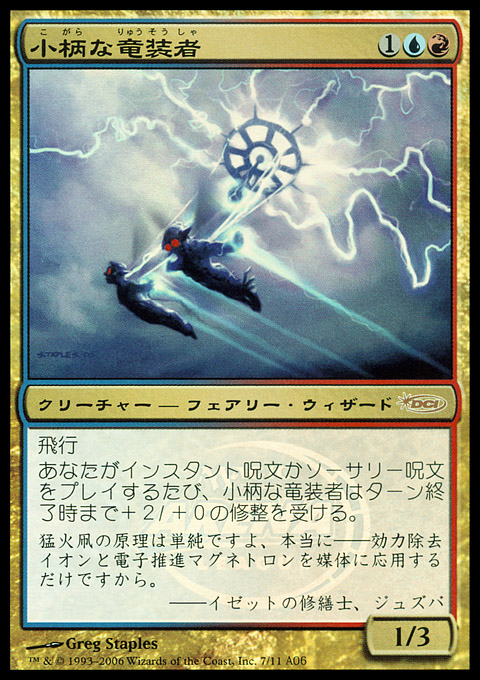 こ がら りゅう そう しゃ
小柄な竜装者
1
STAPLES 05
クリーチャー フェアリー・ウィザード
DCI
飛行
あなたがインスタント呪文かソーサリー呪文
をプレイするたび、小柄な竜装者はターン終
了時まで+2/+0の修整を受ける。
猛火凧の原理は単純ですよ、本当に――効力除去
イオンと電子推進マグネトロンを媒体に応用する
だけですから。
――イゼットの修繕士、ジュズバ
Greg Staples
1/3
™ & © 1993–2006 Wizards of the Coast, Inc. 7/11 A06